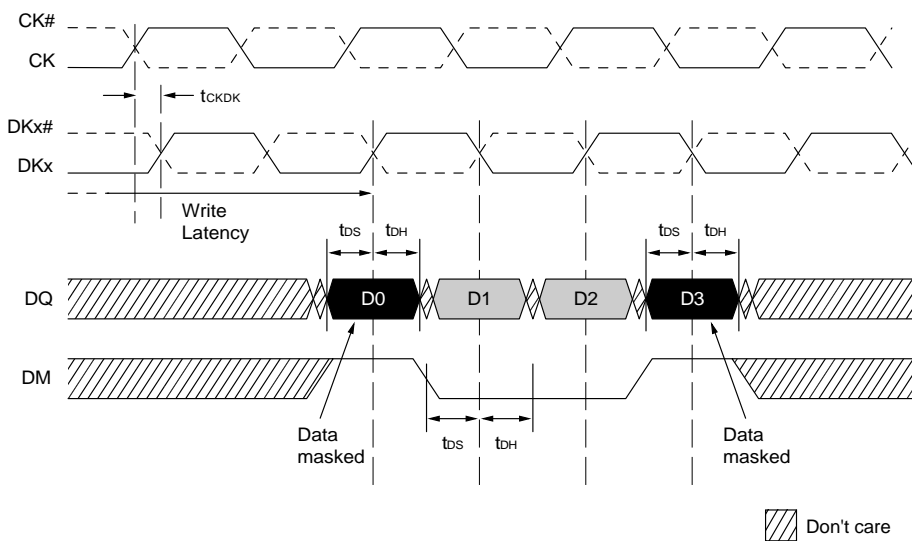 CK#
CK
tCKDK
DKx#
DKx
Write
Latency
tDS tDH tDS tDH
DQ D0 D1 D2 D3
DM
tDS tDH
Data
masked
Data
masked
Don't care